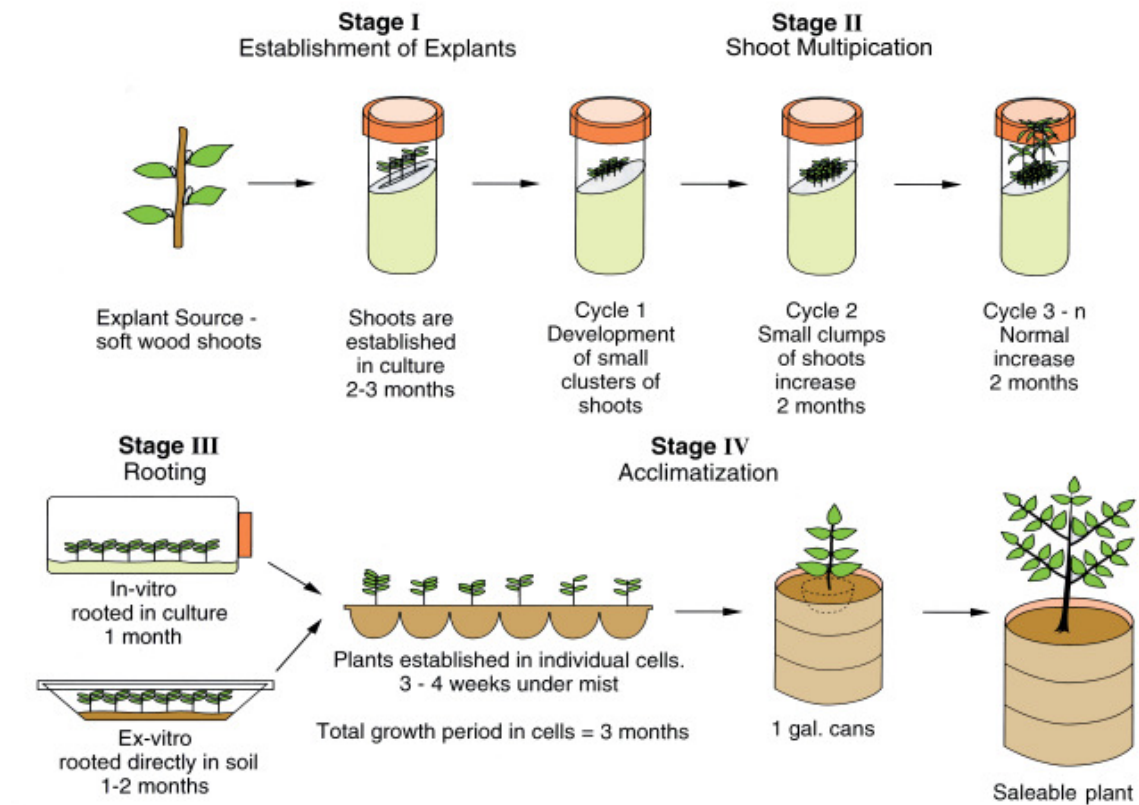 Stage I
Establishment of Explants
Stage II
Shoot Multipication
Explant Source -
soft wood shoots
Shoots are
established
in culture
2-3 months
Cycle 1
Development
of small
clusters of
shoots
Cycle 2
Small clumps
of shoots
increase
2 months
Cycle 3 - n
Normal
increase
2 months
Stage III
Rooting
Stage IV
Acclimatization
In-vitro
rooted in culture
1 month
Ex-vitro
rooted directly in soil
1-2 months
Plants established in individual cells.
3 - 4 weeks under mist
Total growth period in cells = 3 months
1 gal. cans
Saleable plant